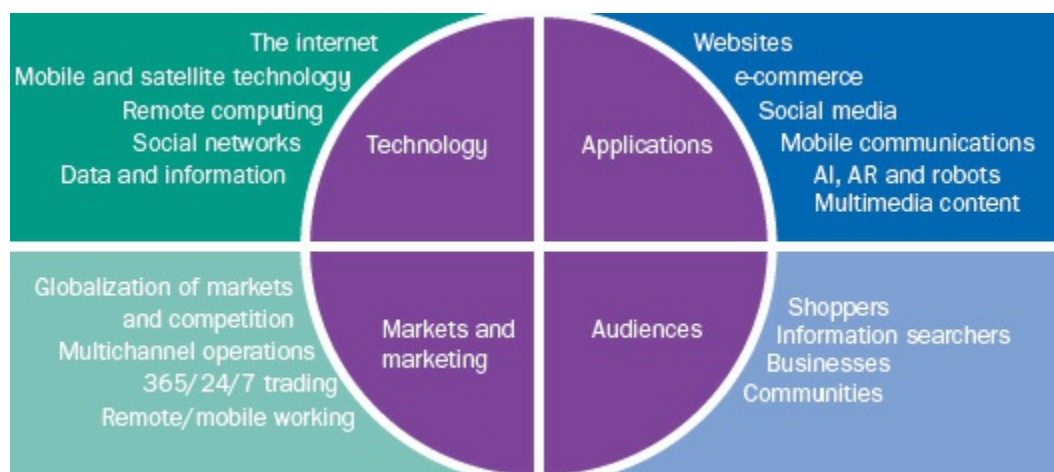 The internet
Mobile and satellite technology
Remote computing
Social networks
Data and information
Technology
Applications
Websites
e-commerce
Social media
Mobile communications
AI, AR and robots
Multimedia content
Globalization of markets
and competition
Multichannel operations
365/24/7 trading
Remote/mobile working
Markets and
marketing
Audiences
Shoppers
Information searchers
Businesses
Communities